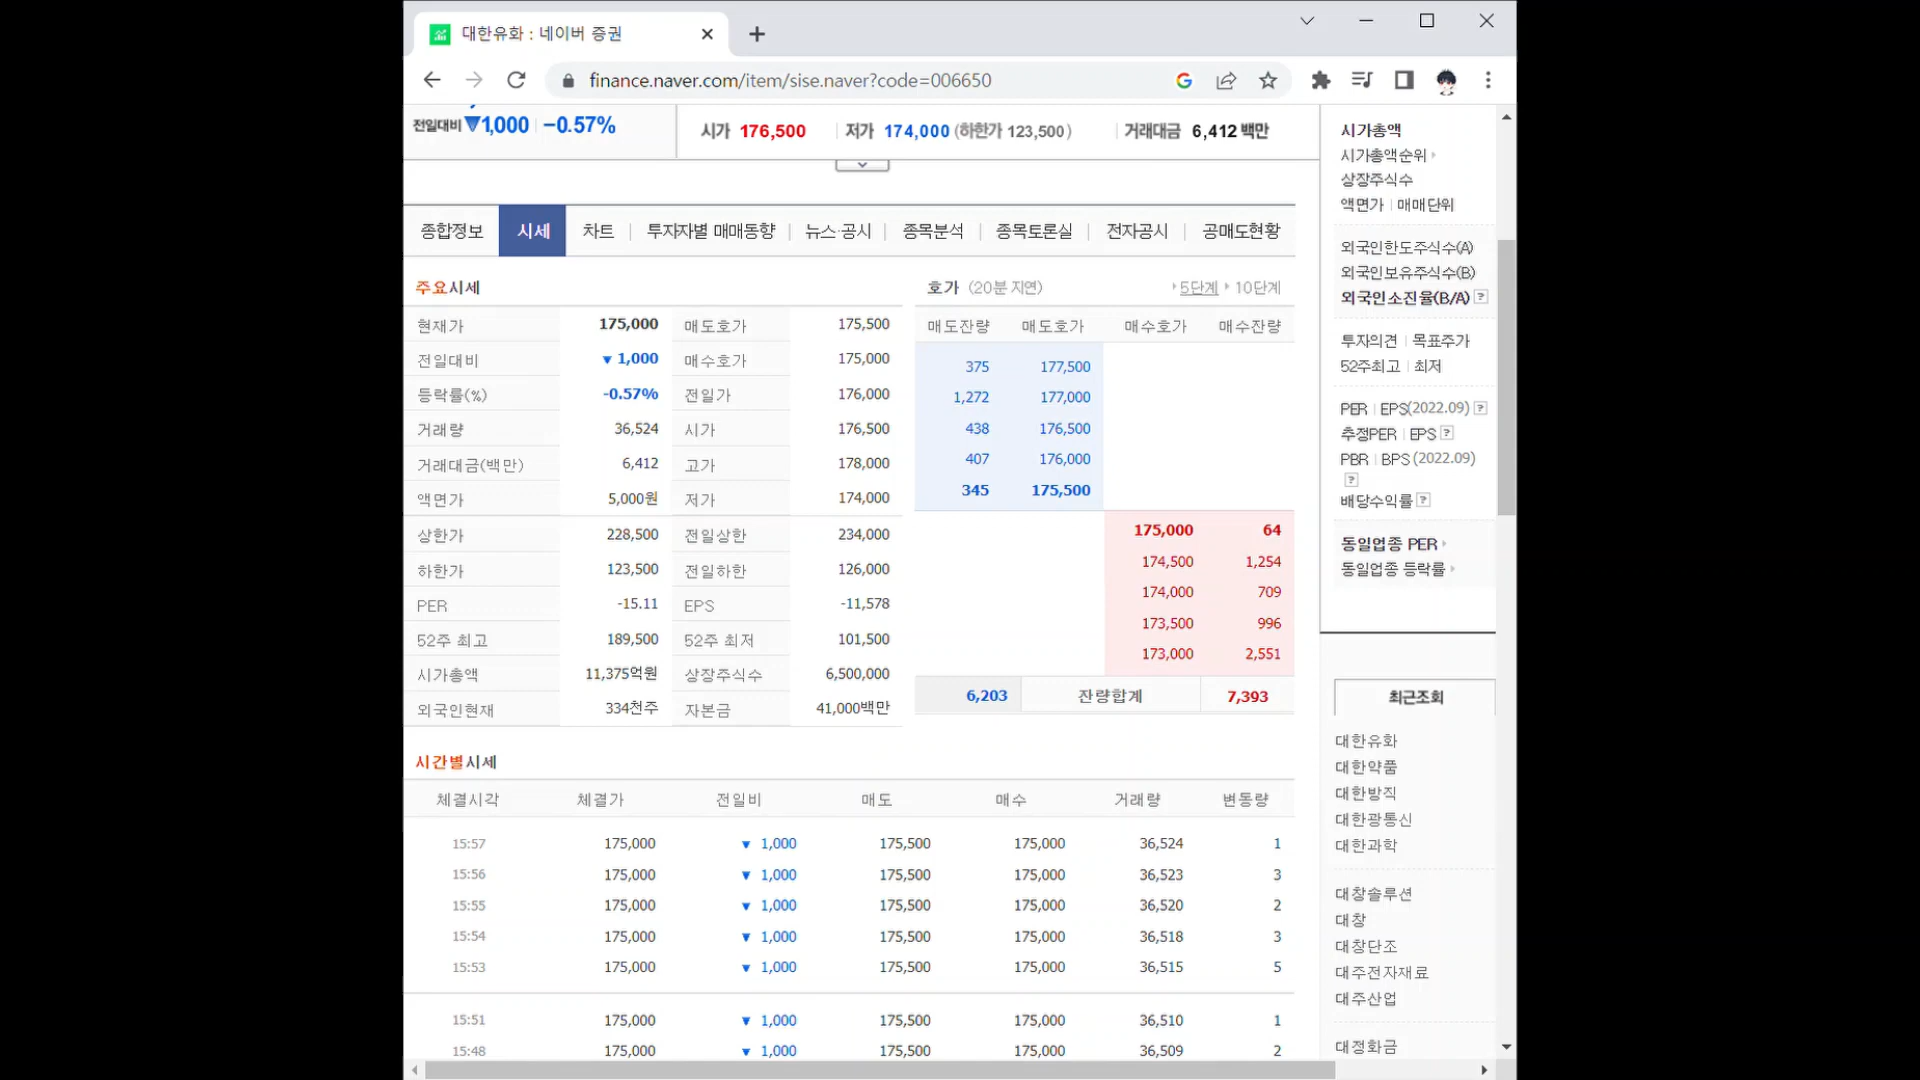 대한유화 : 네이버 증권
finance.naver.com/item/sise.naver?code=006650
전일대비 ▼1,000 −0.57%
시가 176,500 저가 174,000 (하한가 123,500) 거래대금 6,412 백만
종합정보 시세 차트 투자자별 매매동향 뉴스·공시 종목분석 종목토론실 전자공시 공매도현황
주요시세
현재가 175,000 매도호가 175,500
전일대비 ▼ 1,000 매수호가 175,000
등락률(%) -0.57% 전일가 176,000
거래량 36,524 시가 176,500
거래대금(백만) 6,412 고가 178,000
액면가 5,000원 저가 174,000
상한가 228,500 전일상한 234,000
하한가 123,500 전일하한 126,000
PER -15.11 EPS -11,578
52주 최고 189,500 52주 최저 101,500
시가총액 11,375억원 상장주식수 6,500,000
외국인현재 334천주 자본금 41,000백만
호가 (20분 지연) 5단계 10단계
매도잔량 매도호가 매수호가 매수잔량
375 177,500
1,272 177,000
438 176,500
407 176,000
345 175,500
175,000 64
174,500 1,254
174,000 709
173,500 996
173,000 2,551
6,203 잔량합계 7,393
시간별시세
체결시각 체결가 전일비 매도 매수 거래량 변동량
15:57 175,000 ▼ 1,000 175,500 175,000 36,524 1
15:56 175,000 ▼ 1,000 175,500 175,000 36,523 3
15:55 175,000 ▼ 1,000 175,500 175,000 36,520 2
15:54 175,000 ▼ 1,000 175,500 175,000 36,518 3
15:53 175,000 ▼ 1,000 175,500 175,000 36,515 5
15:51 175,000 ▼ 1,000 175,500 175,000 36,510 1
15:48 175,000 ▼ 1,000 175,500 175,000 36,509 2
시가총액
시가총액순위
상장주식수
액면가 | 매매단위
외국인한도주식수(A)
외국인보유주식수(B)
외국인소진율(B/A) ?
투자의견 | 목표주가
52주최고 | 최저
PER | EPS(2022.09) ?
추정PER | EPS ?
PBR | BPS (2022.09)
?
배당수익률 ?
동일업종 PER
동일업종 등락률
최근조회
대한유화
대한약품
대한방직
대한광통신
대한과학
대창솔루션
대창
대창단조
대주전자재료
대주산업
대정화금